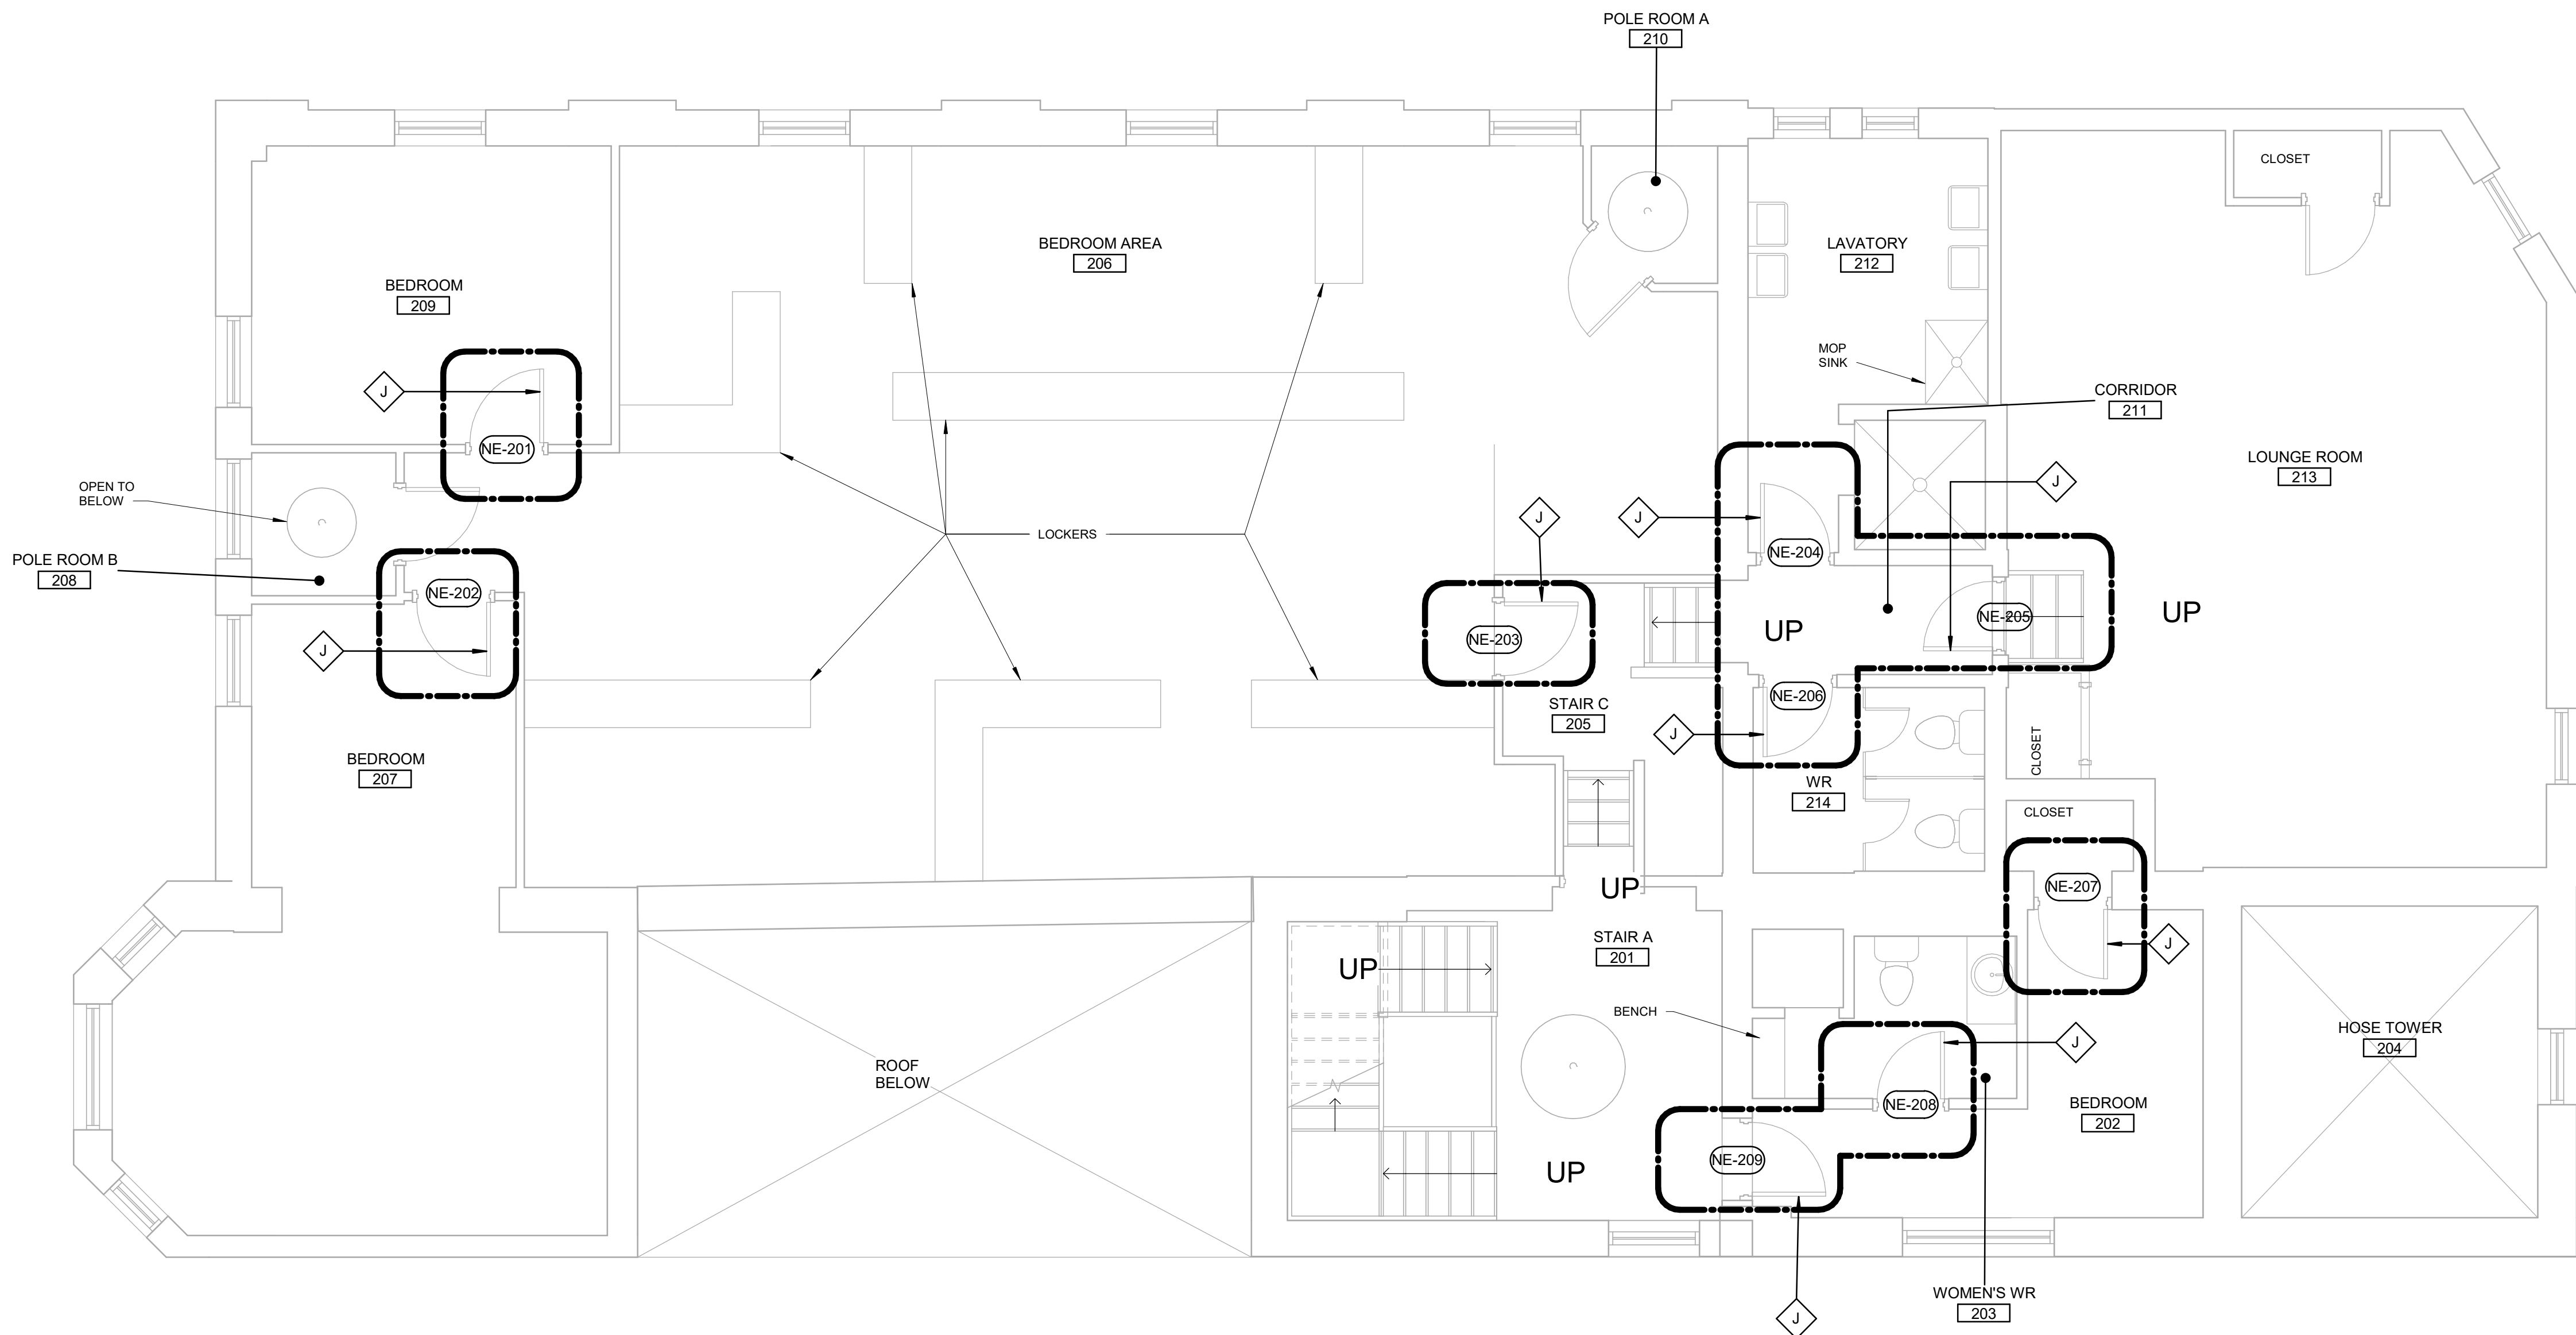 POLE ROOM A
210
CLOSET
BEDROOM AREA
206
LAVATORY
212
BEDROOM
209
MOP
SINK
J
CORRIDOR
211
NE-201
LOUNGE ROOM
213
OPEN TO
BELOW
J
J
J
LOCKERS
NE-204
POLE ROOM B
208
NE-202
NE-203
UP
NE-205
UP
J
NE-206
STAIR C
205
J
CLOSET
BEDROOM
207
WR
214
CLOSET
UP
NE-207
STAIR A
201
J
UP
BENCH
HOSE TOWER
204
J
ROOF
BELOW
NE-208
BEDROOM
202
NE-209
UP
WOMEN'S WR
203
J